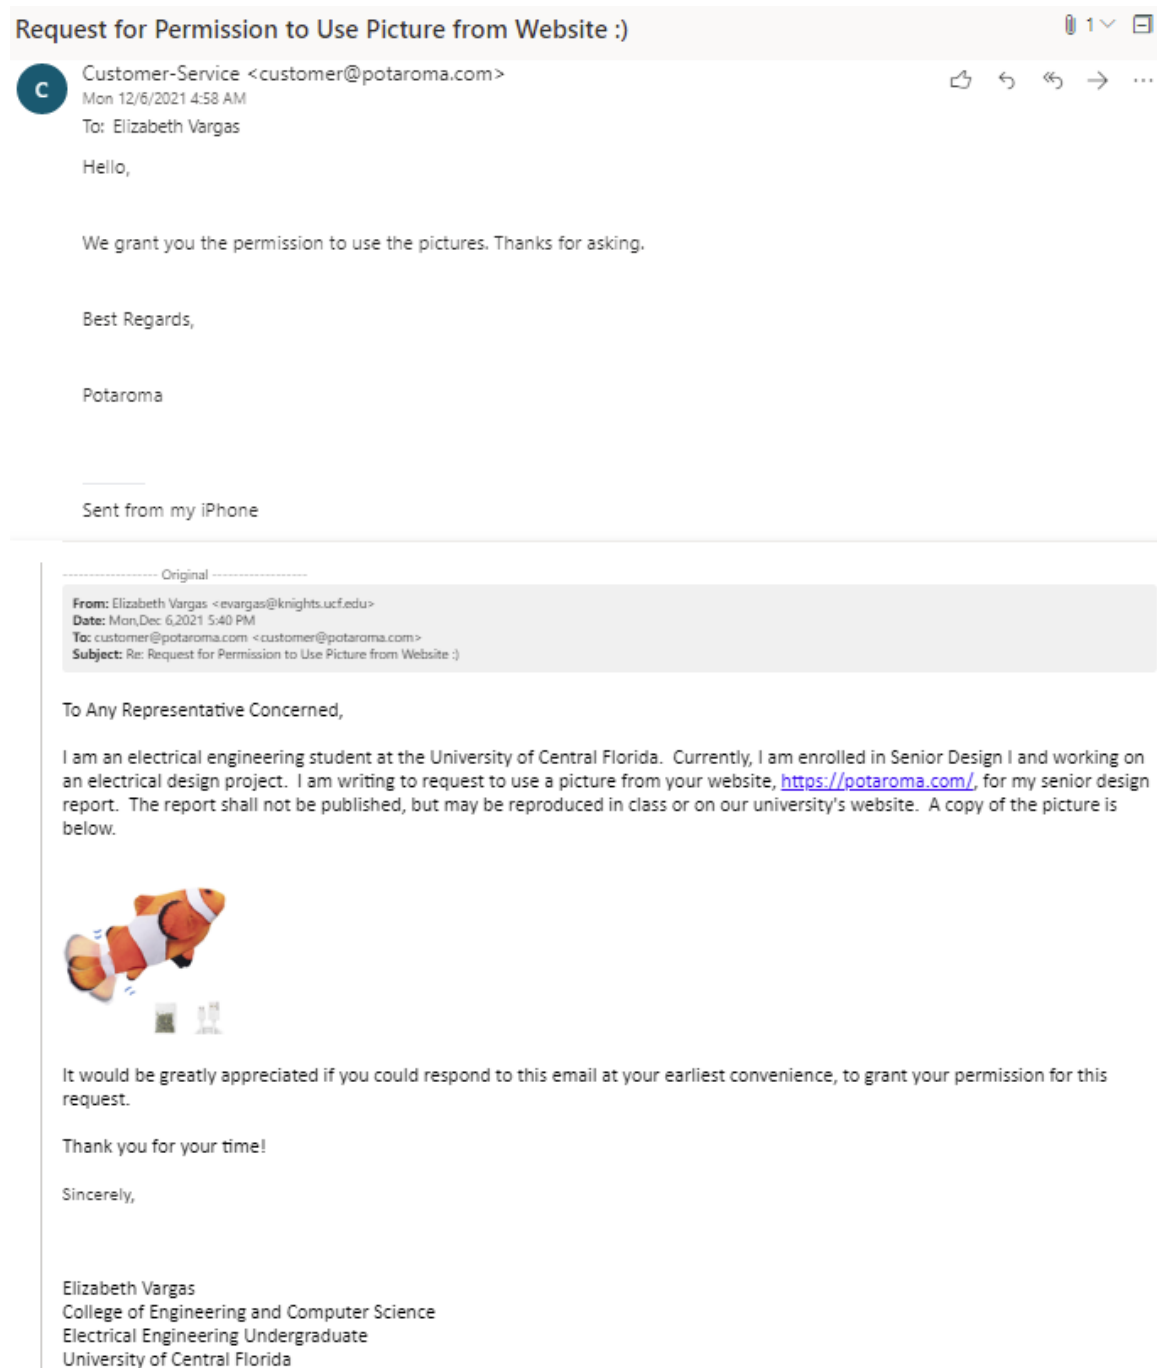 Request for Permission to Use Picture from Website :)
1
C
Customer-Service <customer@potaroma.com>
Mon 12/6/2021 4:58 AM
To: Elizabeth Vargas
Hello,
We grant you the permission to use the pictures. Thanks for asking.
Best Regards,
Potaroma
Sent from my iPhone
------------------ Original ------------------
From: Elizabeth Vargas <evargas@knights.ucf.edu>
Date: Mon,Dec 6,2021 5:40 PM
To: customer@potaroma.com <customer@potaroma.com>
Subject: Re: Request for Permission to Use Picture from Website :)
To Any Representative Concerned,
I am an electrical engineering student at the University of Central Florida.  Currently, I am enrolled in Senior Design I and working on
an electrical design project.  I am writing to request to use a picture from your website, https://potaroma.com/, for my senior design
report.  The report shall not be published, but may be reproduced in class or on our university's website.  A copy of the picture is
below.
It would be greatly appreciated if you could respond to this email at your earliest convenience, to grant your permission for this
request.
Thank you for your time!
Sincerely,
Elizabeth Vargas
College of Engineering and Computer Science
Electrical Engineering Undergraduate
University of Central Florida